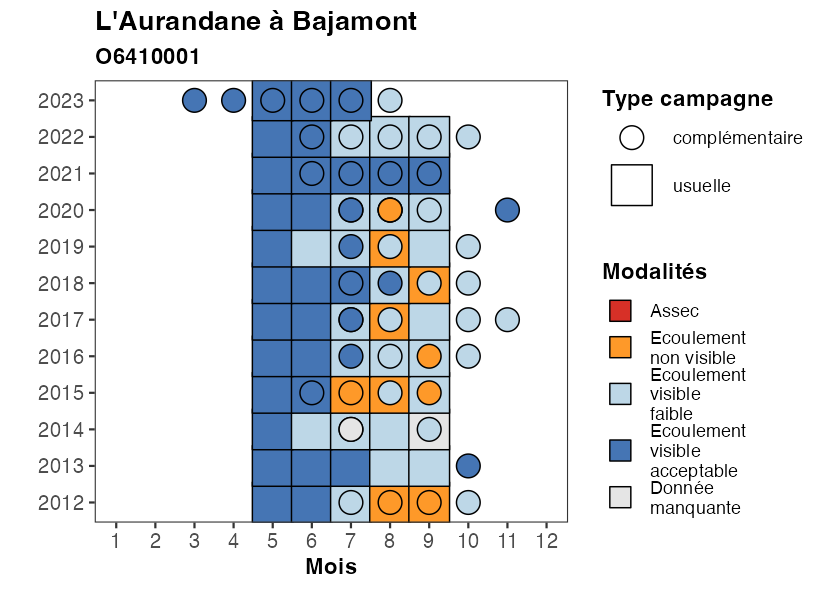 L'Aurandane à Bajamont
O6410001
2023
2022
2021
2020
2019
2018
2017
2016
2015
2014
2013
2012
1 2 3 4 5 6 7 8 9 10 11 12
Mois
Type campagne
complémentaire
usuelle
Modalités
Assec
Ecoulement
non visible
Ecoulement
visible
faible
Ecoulement
visible
acceptable
Donnée
manquante